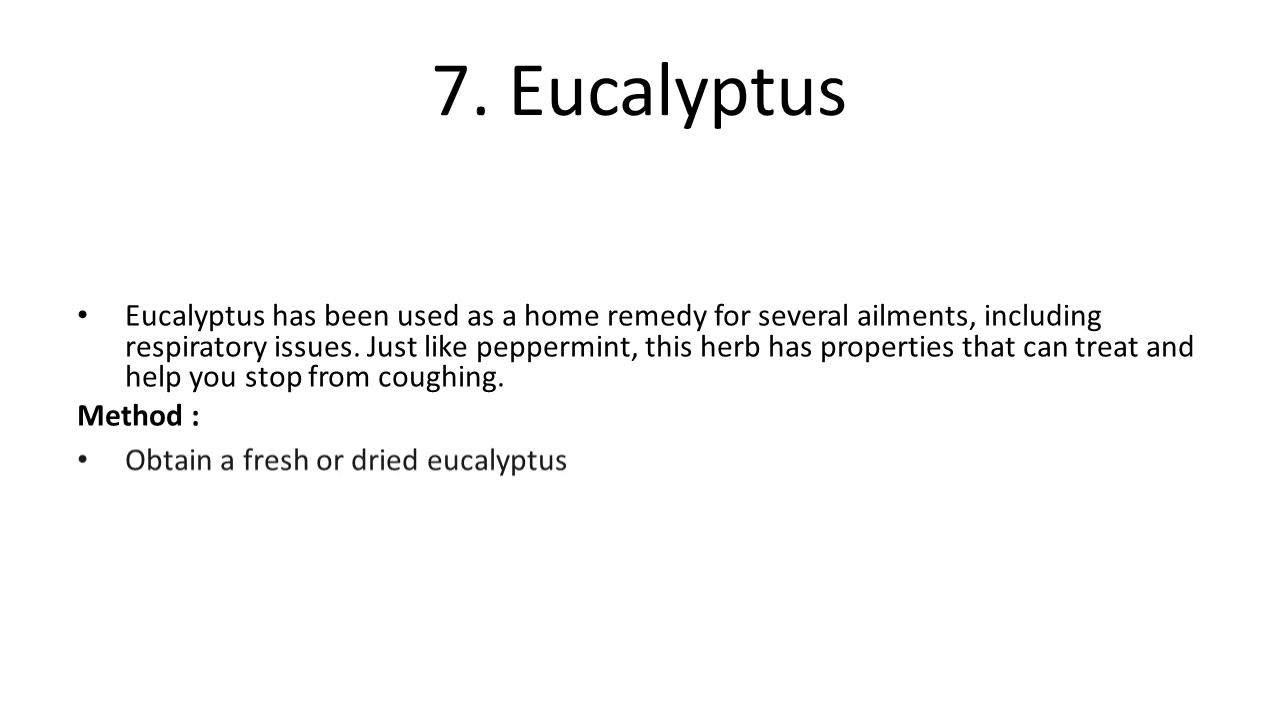 7. Eucalyptus
• Eucalyptus has been used as a home remedy for several ailments, including
respiratory issues. Just like peppermint, this herb has properties that can treat and
help you stop from coughing.
Method :
• Obtain a fresh or dried eucalyptus